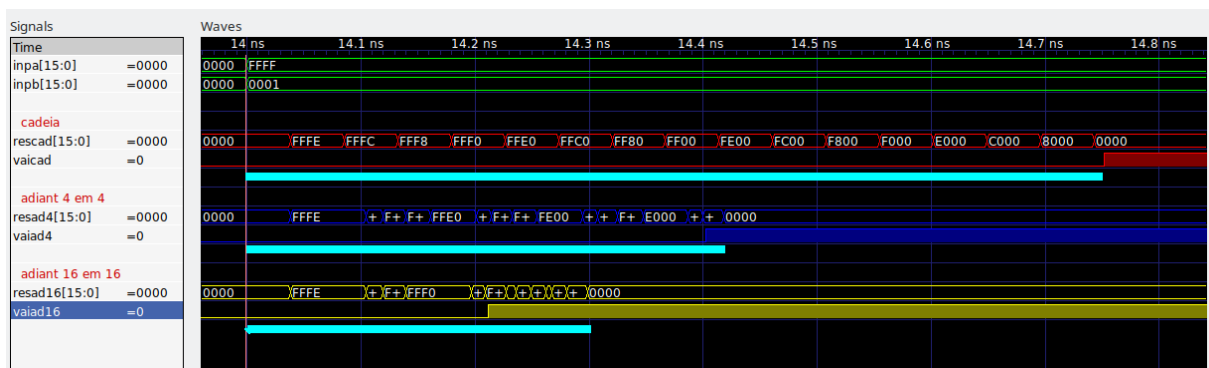 Signals Waves
Time 14 ns 14.1 ns 14.2 ns 14.3 ns 14.4 ns 14.5 ns 14.6 ns 14.7 ns 14.8 ns
inpa[15:0] =0000 0000 FFFF
inpb[15:0] =0000 0000 0001
cadeia
rescad[15:0] =0000 0000 FFFE FFFC FFF8 FFF0 FFE0 FFC0 FF80 FF00 FE00 FC00 F800 F000 E000 C000 8000 0000
vaicad =0
adiant 4 em 4
resad4[15:0] =0000 0000 FFFE + F+ F+ FFE0 + F+ F+ FE00 + + F+ E000 + + 0000
vaiad4 =0
adiant 16 em 16
resad16[15:0] =0000 0000 FFFE + F+ FFF0 + F+ + + + + 0000
vaiad16 =0